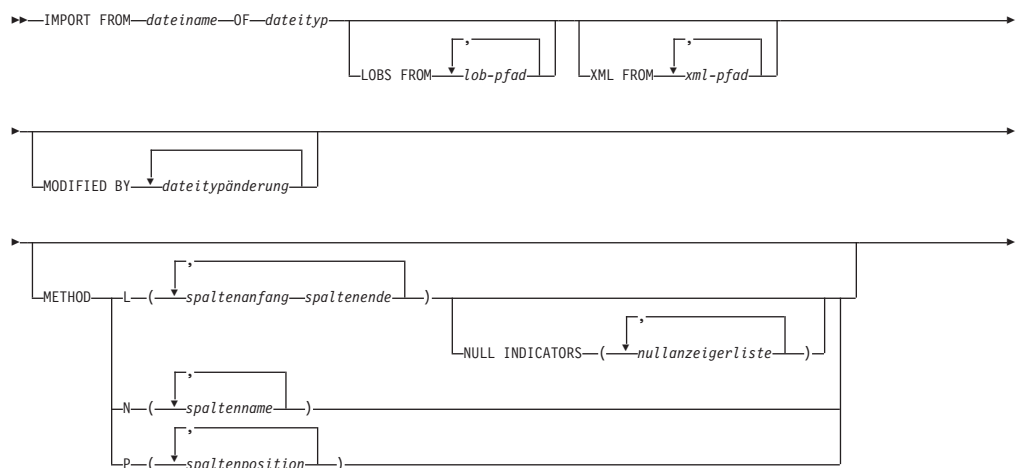 IMPORT FROM dateiname OF dateityp
, ,
LOBS FROM lob-pfad XML FROM xml-pfad
MODIFIED BY dateitypänderung
,
METHOD L ( spaltenanfang spaltenende )
,
NULL INDICATORS ( nullanzeigerliste )
,
N ( spaltenname )
,
P ( spaltenposition )